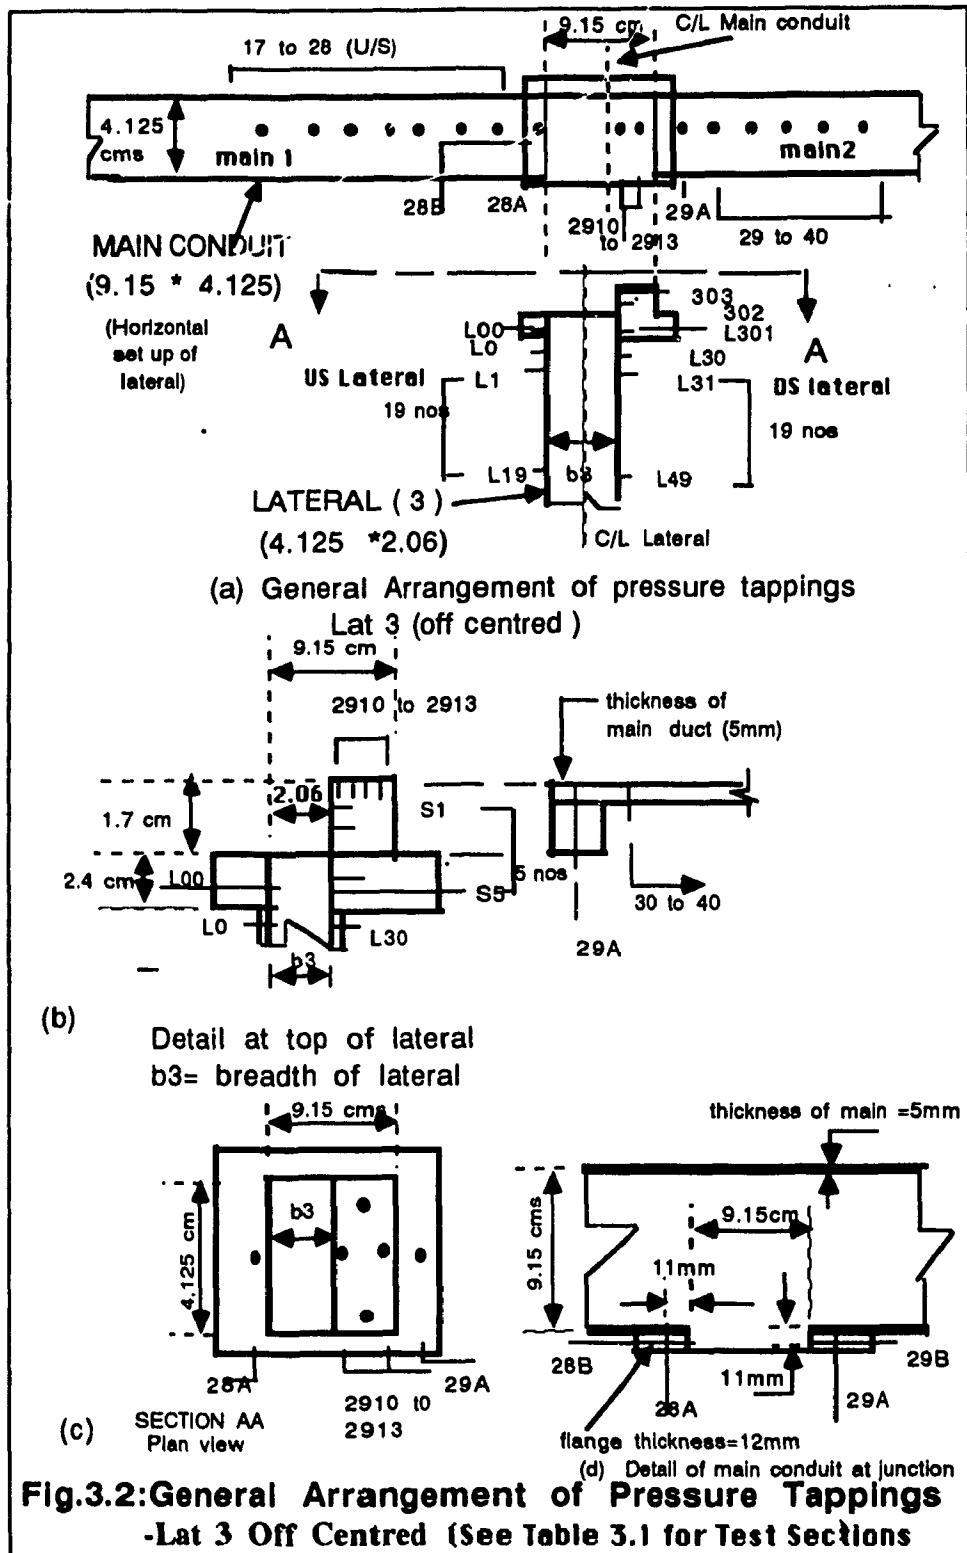 9.15 cm
C/L Main conduit
17 to 28 (U/S)
4.125
cms
main 1
main2
28B
28A
2910
to 2913
29A
29 to 40
MAIN CONDUIT
(9.15 * 4.125)
(Horizontal
set up of
lateral)
A
A
303
302
L301
L00
L0
L30
L1
L31
US Lateral
DS lateral
19 nos
19 nos
b3
L19
L49
LATERAL ( 3 )
(4.125 *2.06)
C/L Lateral
(a) General Arrangement of pressure tappings
Lat 3 (off centred )
9.15 cm
2910 to 2913
thickness of
main duct (5mm)
2.06
1.7 cm
S1
2.4 cm
L00
5 nos
S5
30 to 40
L0
L30
29A
b3
(b)
Detail at top of lateral
b3= breadth of lateral
9.15 cms
thickness of main =5mm
b3
4.125 cm
9.15 cms
9.15cm
11mm
28A
29A
28B
29B
11mm
2910 to
2913
28A
29A
(c)
SECTION AA
Plan view
flange thickness=12mm
(d) Detail of main conduit at junction
Fig.3.2:General Arrangement of Pressure Tappings
-Lat 3 Off Centred (See Table 3.1 for Test Sections